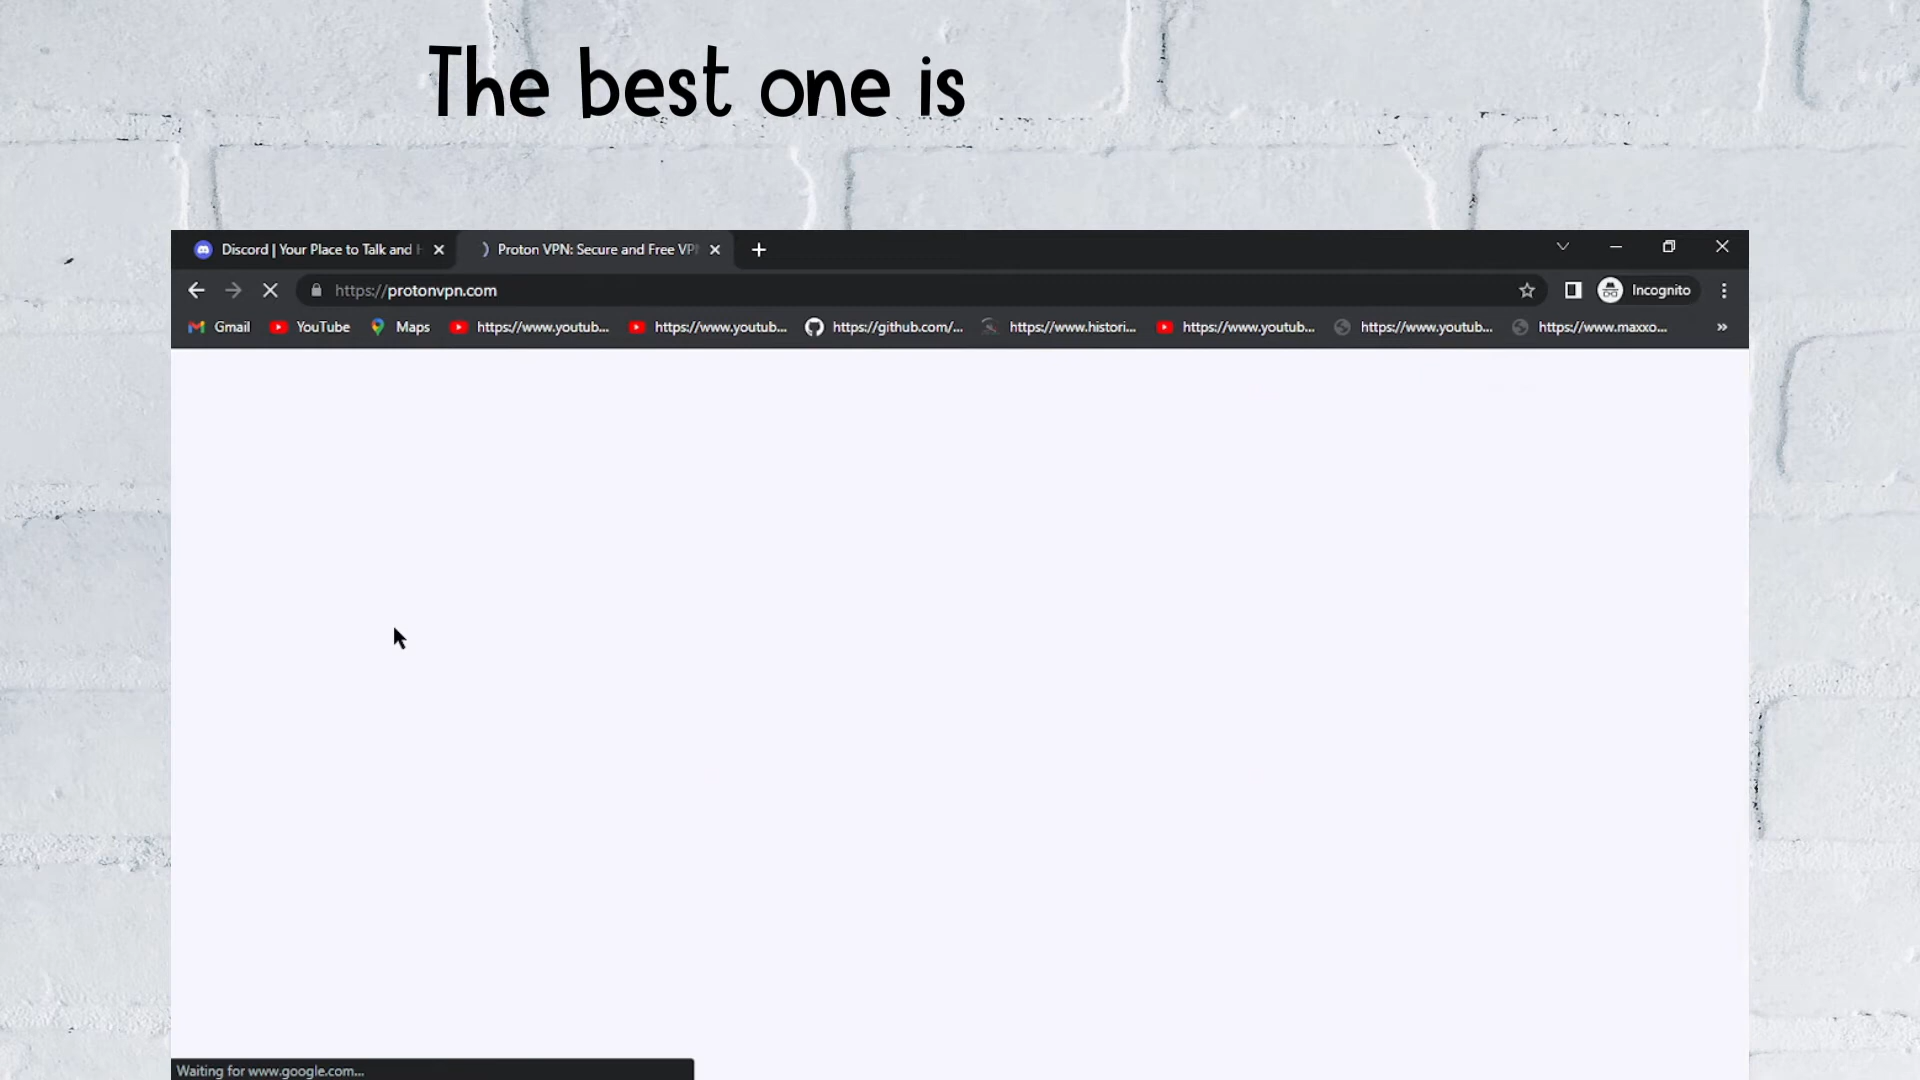 The best one is
Discord | Your Place to Talk and
Proton VPN: Secure and Free VP
https://protonvpn.com
Incognito
Gmail YouTube Maps https://www.youtub... https://www.youtub... https://github.com/... https://www.histori... https://www.youtub... https://www.youtub... https://www.maxxo... »
Waiting for www.google.com...